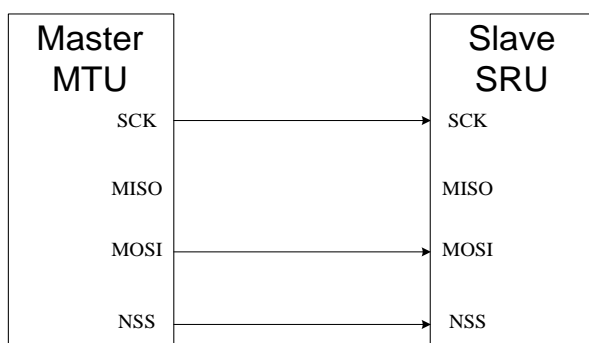 Master
MTU
SCK
MISO
MOSI
NSS
Slave
SRU
SCK
MISO
MOSI
NSS